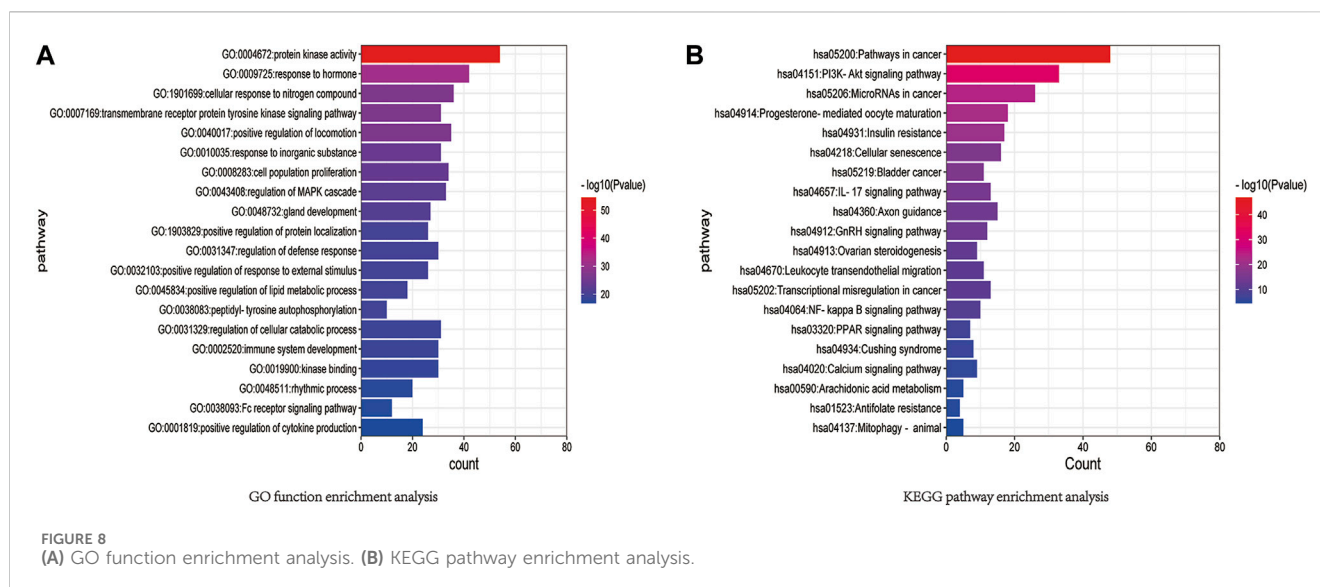 A
GO:0004672:protein kinase activity
GO:0009725:response to hormone
GO:1901699:cellular response to nitrogen compound
GO:0007169:transmembrane receptor protein tyrosine kinase signaling pathway
GO:0040017:positive regulation of locomotion
GO:0010035:response to inorganic substance
GO:0008283:cell population proliferation
GO:0043408:regulation of MAPK cascade
GO:0048732:gland development
GO:1903829:positive regulation of protein localization
GO:0031347:regulation of defense response
GO:0032103:positive regulation of response to external stimulus
GO:0045834:positive regulation of lipid metabolic process
GO:0038083:peptidyl- tyrosine autophosphorylation
GO:0031329:regulation of cellular catabolic process
GO:0002520:immune system development
GO:0019900:kinase binding
GO:0048511:rhythmic process
GO:0038093:Fc receptor signaling pathway
GO:0001819:positive regulation of cytokine production
pathway
0 20 40 60 80
count
- log10(Pvalue)
50
40
30
20
GO function enrichment analysis
B
hsa05200:Pathways in cancer
hsa04151:PI3K- Akt signaling pathway
hsa05206:MicroRNAs in cancer
hsa04914:Progesterone- mediated oocyte maturation
hsa04931:Insulin resistance
hsa04218:Cellular senescence
hsa05219:Bladder cancer
hsa04657:IL- 17 signaling pathway
hsa04360:Axon guidance
hsa04912:GnRH signaling pathway
hsa04913:Ovarian steroidogenesis
hsa04670:Leukocyte transendothelial migration
hsa05202:Transcriptional misregulation in cancer
hsa04064:NF- kappa B signaling pathway
hsa03320:PPAR signaling pathway
hsa04934:Cushing syndrome
hsa04020:Calcium signaling pathway
hsa00590:Arachidonic acid metabolism
hsa01523:Antifolate resistance
hsa04137:Mitophagy - animal
pathway
0 20 40 60 80
Count
- log10(Pvalue)
40
30
20
10
KEGG pathway enrichment analysis
FIGURE 8
(A) GO function enrichment analysis. (B) KEGG pathway enrichment analysis.